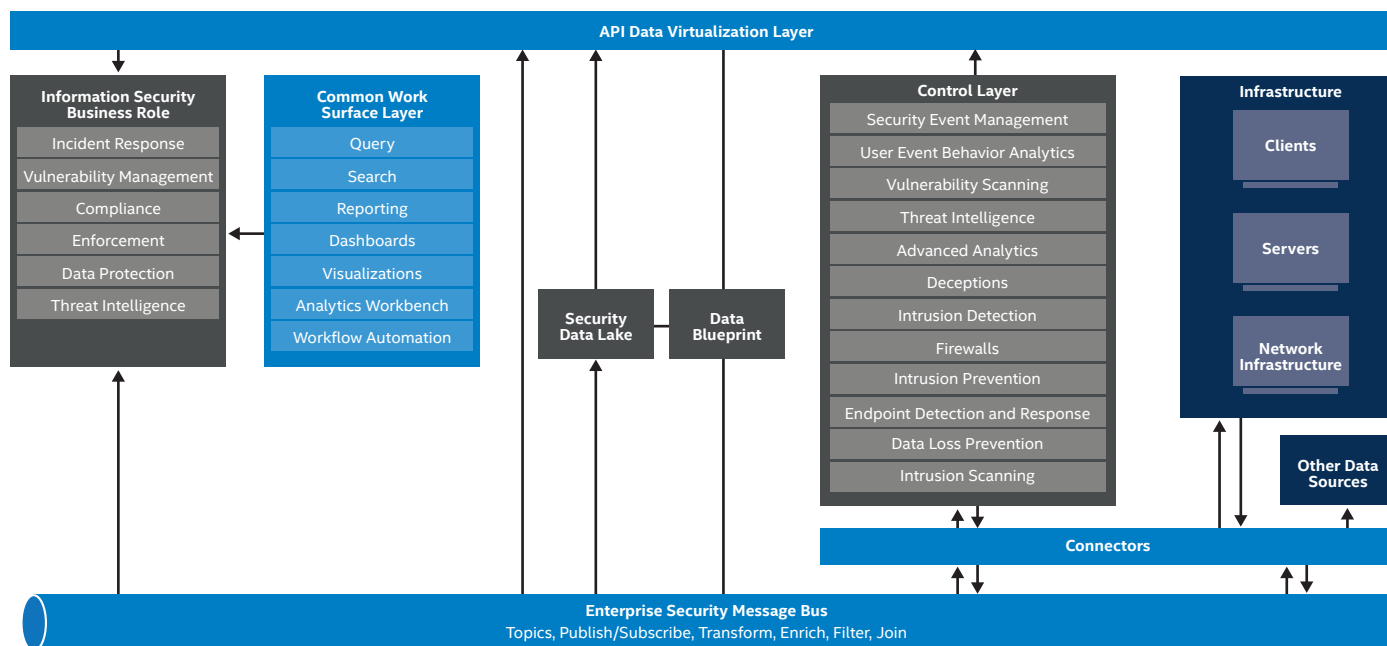 API Data Virtualization Layer
Information Security
Business Role
Incident Response
Vulnerability Management
Compliance
Enforcement
Data Protection
Threat Intelligence
Common Work
Surface Layer
Query
Search
Reporting
Dashboards
Visualizations
Analytics Workbench
Workflow Automation
Security
Data Lake
Data
Blueprint
Control Layer
Security Event Management
User Event Behavior Analytics
Vulnerability Scanning
Threat Intelligence
Advanced Analytics
Deceptions
Intrusion Detection
Firewalls
Intrusion Prevention
Endpoint Detection and Response
Data Loss Prevention
Intrusion Scanning
Infrastructure
Clients
Servers
Network
Infrastructure
Other Data
Sources
Connectors
Enterprise Security Message Bus
Topics, Publish/Subscribe, Transform, Enrich, Filter, Join